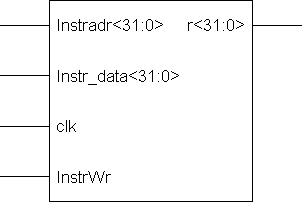 Instradr<31:0> r<31:0>
Instr_data<31:0>
clk
InstrWr